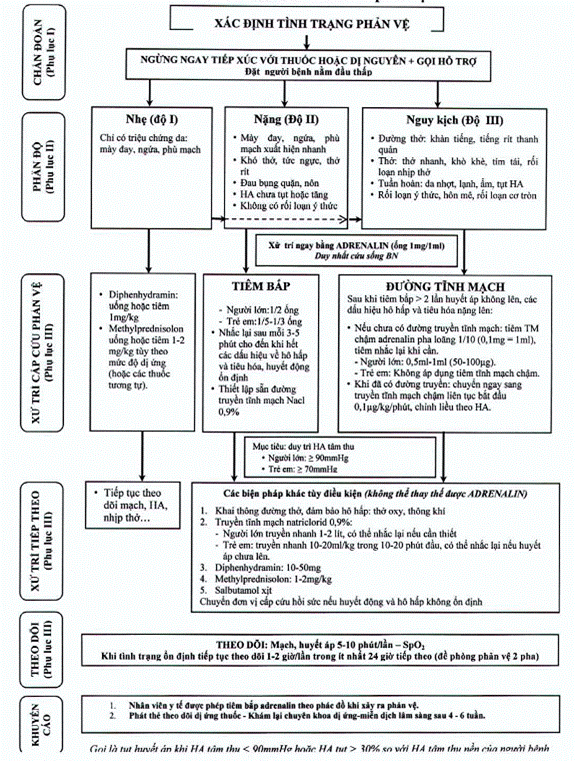 XÁC ĐỊNH TÌNH TRẠNG PHẢN VỆ
CHẨN ĐOÁN
(Phụ lục I)
NGỪNG NGAY TIẾP XÚC VỚI THUỐC HOẶC DỊ NGUYÊN + GỌI HỖ TRỢ
Đặt người bệnh nằm đầu thấp
PHÂN ĐỘ
(Phụ lục II)
Nhẹ (độ I)
Chỉ có triệu chứng da:
mày đay, ngứa, phù mạch
Nặng (Độ II)
• Mày đay, ngứa, phù
mạch xuất hiện nhanh
• Khó thở, tức ngực, thở
rít
• Đau bụng quặn, nôn
• HA chưa tụt hoặc tăng
• Không có rối loạn ý thức
Nguy kịch (Độ III)
• Đường thở: khàn tiếng, tiếng rít thanh
quản
• Thở: thở nhanh, khò khè, tím tái, rối
loạn nhịp thở
• Tuần hoàn: da nhợt, lạnh, ẩm, tụt HA
• Rối loạn ý thức, hôn mê, rối loạn cơ tròn
Xử trí ngay bằng ADRENALIN (ống 1mg/1ml)
Duy nhất cứu sống BN
XỬ TRÍ CẤP CỨU PHẢN VỆ
(Phụ lục III)
• Diphenhydramin:
uống hoặc tiêm
1mg/kg
• Methylprednisolon
uống hoặc tiêm 1-2
mg/kg tùy theo
mức độ dị ứng
(hoặc các thuốc
tương tự).
TIÊM BẮP
- Người lớn:1/2 ống
- Trẻ em:1/5-1/3 ống
• Nhắc lại sau mỗi 3-5
phút cho đến khi hết
các dấu hiệu về hô hấp
và tiêu hóa, huyết động
ổn định
• Thiết lập sẵn đường
truyền tĩnh mạch Nacl
0,9%
ĐƯỜNG TĨNH MẠCH
Sau khi tiêm bắp > 2 lần huyết áp không lên, các
dấu hiệu hô hấp và tiêu hóa nặng lên:
• Nếu chưa có đường truyền tĩnh mạch: tiêm TM
chậm adrenalin pha loãng 1/10 (0,1mg = 1ml),
tiêm nhắc lại khi cần.
- Người lớn: 0,5ml-1ml (50-100µg).
- Trẻ em: Không áp dụng tiêm tĩnh mạch chậm.
• Khi đã có đường truyền: chuyển ngay sang
truyền tĩnh mạch chậm liên tục bắt đầu
0,1µg/kg/phút, chỉnh liều theo HA.
Mục tiêu: duy trì HA tâm thu
• Người lớn: ≥ 90mmHg
• Trẻ em: ≥ 70mmHg
XỬ TRÍ TIẾP THEO
(Phụ lục III)
• Tiếp tục theo
dõi mạch, HA,
nhịp thở…
Các biện pháp khác tùy điều kiện (không thể thay thế được ADRENALIN)
1. Khai thông đường thở, đảm bảo hô hấp: thở oxy, thông khí
2. Truyền tĩnh mạch natriclorid 0,9%:
- Người lớn truyền nhanh 1-2 lít, có thể nhắc lại nếu cần thiết
- Trẻ em: truyền nhanh 10-20ml/kg trong 10-20 phút đầu, có thể nhắc lại nếu huyết
áp chưa lên.
3. Diphenhydramin: 10-50mg
4. Methylprednisolon: 1-2mg/kg
5. Salbutamol xịt
Chuyển đơn vị cấp cứu hồi sức nếu huyết động và hô hấp không ổn định
THEO DÕI
(Phụ lục III)
THEO DÕI: Mạch, huyết áp 5-10 phút/lần – SpO2
Khi tình trạng ổn định tiếp tục theo dõi 1-2 giờ/lần trong ít nhất 24 giờ tiếp theo (đề phòng phản vệ 2 pha)
KHUYẾN
CÁO
1. Nhân viên y tế được phép tiêm bắp adrenalin theo phác đồ khi xảy ra phản vệ.
2. Phát thẻ theo dõi dị ứng thuốc - Khám lại chuyên khoa dị ứng-miễn dịch lâm sàng sau 4 - 6 tuần.
Gọi là tụt huyết áp khi HA tâm thu < 90mmHg hoặc HA tụt > 30% so với HA tâm thu nền của người bệnh